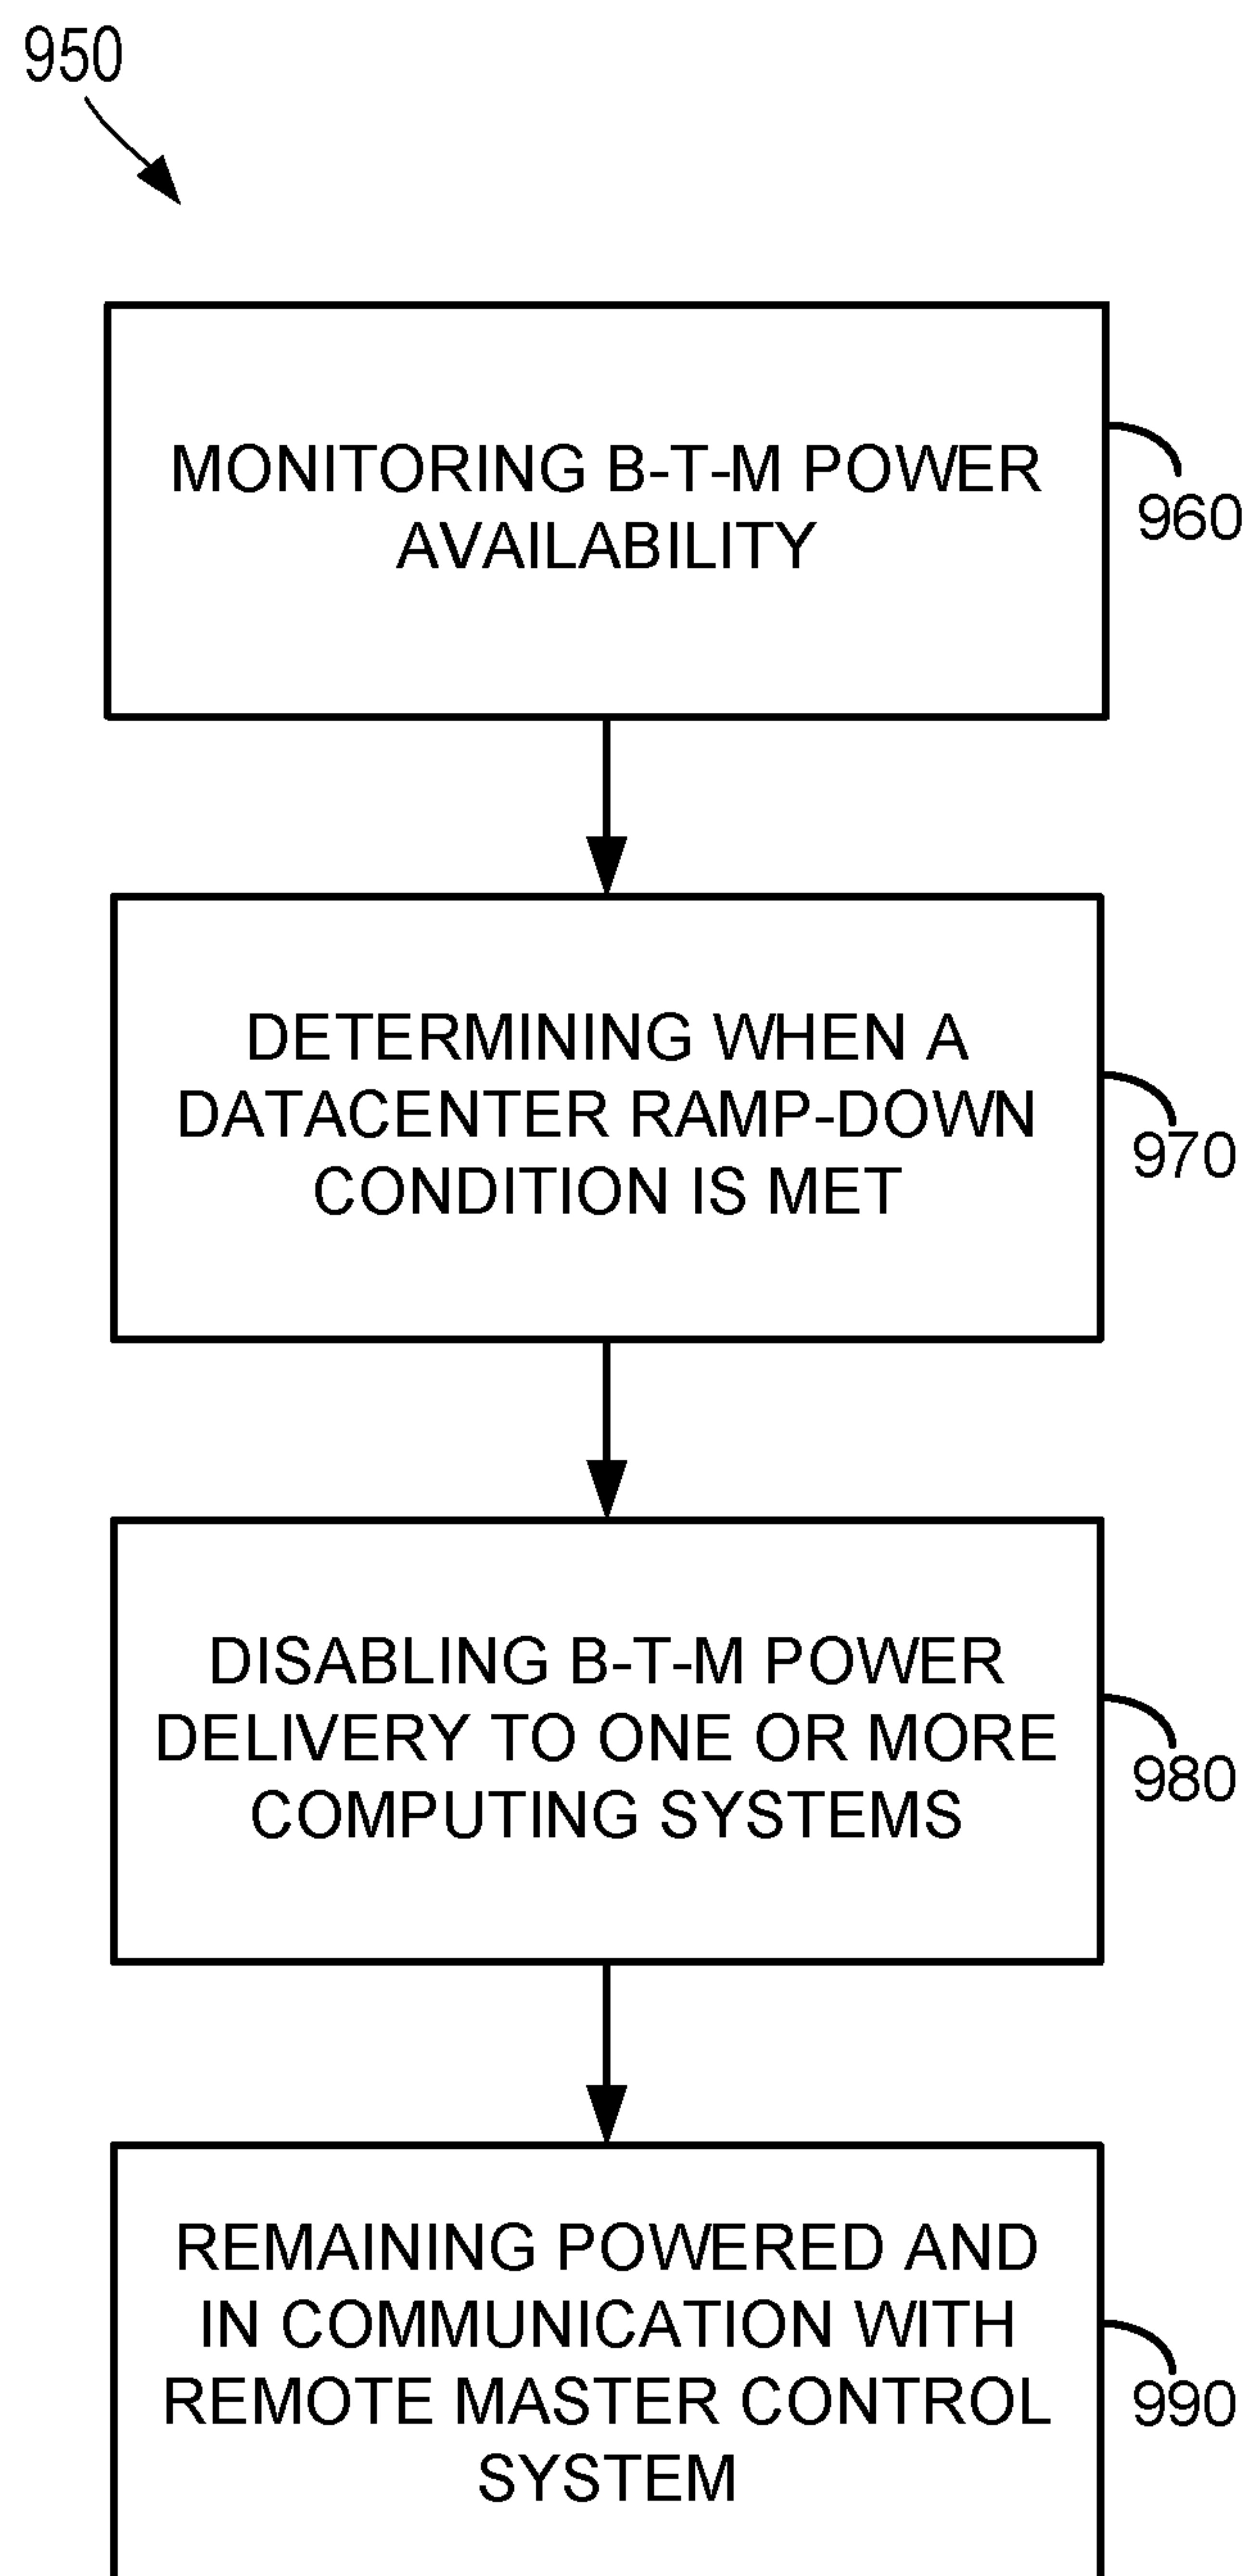 950
MONITORING B-T-M POWER
AVAILABILITY
960
DETERMINING WHEN A
DATACENTER RAMP-DOWN
CONDITION IS MET
970
DISABLING B-T-M POWER
DELIVERY TO ONE OR MORE
COMPUTING SYSTEMS
980
REMAINING POWERED AND
IN COMMUNICATION WITH
REMOTE MASTER CONTROL
SYSTEM
990